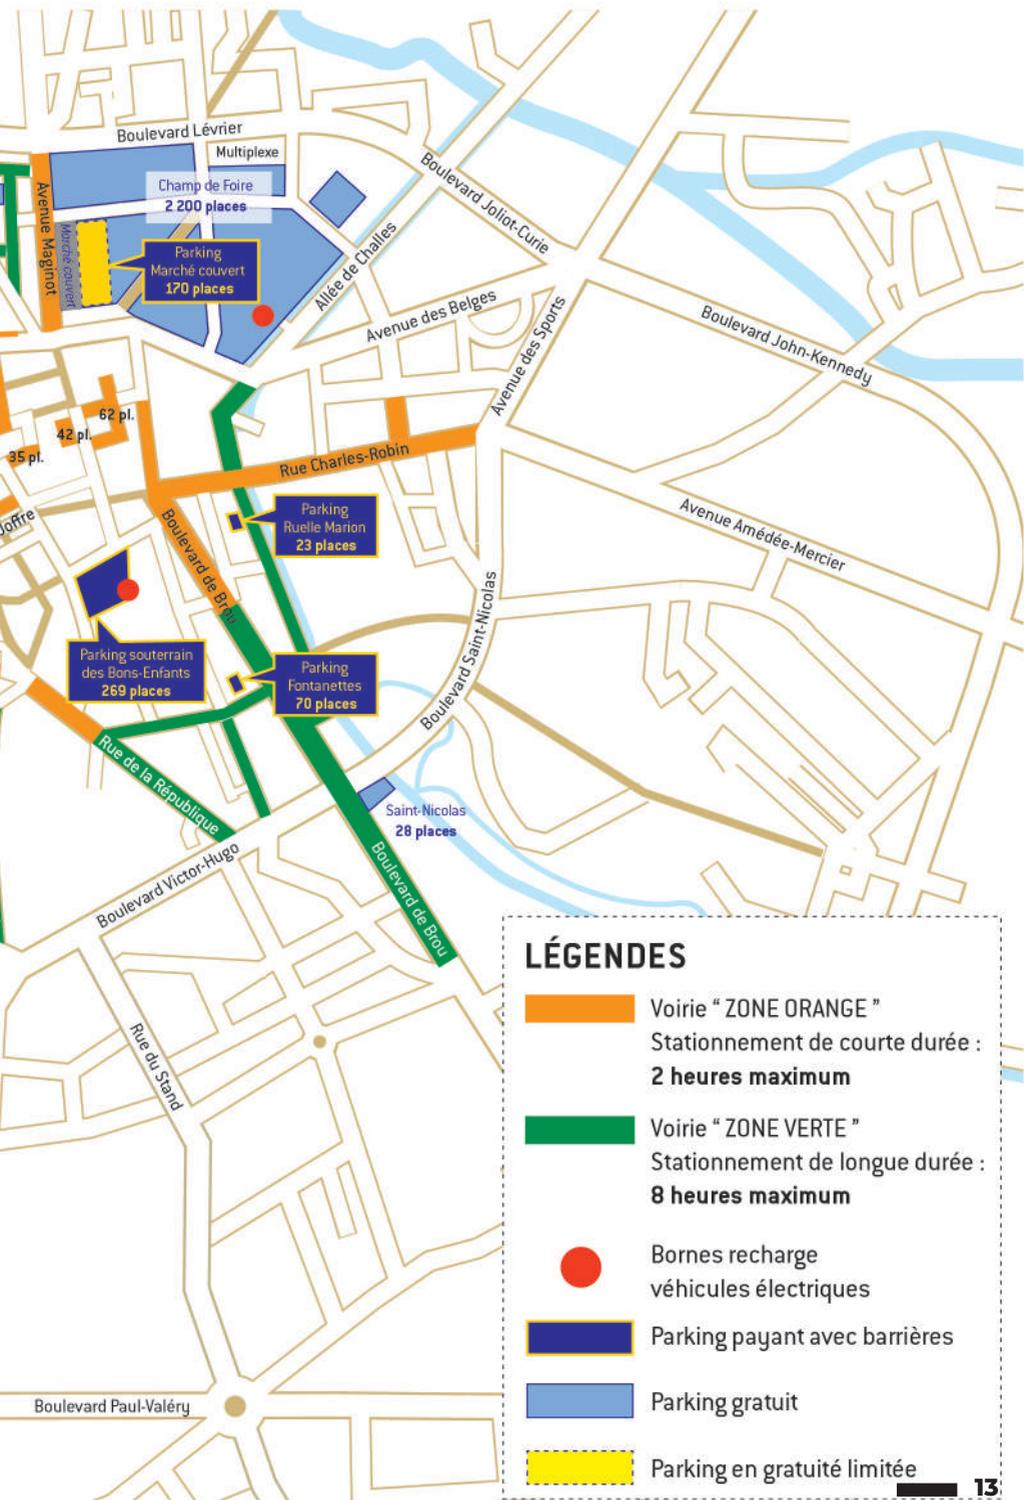 Boulevard Lévrier
Multiplexe
Champ de Foire
2 200 places
Avenue Maginot
Marché couvert
Parking
Marché couvert
170 places
Allée de Challes
Boulevard Joliot-Curie
Avenue des Belges
Avenue des Sports
Boulevard John-Kennedy
62 pl.
42 pl.
35 pl.
Rue Charles-Robin
Joffre
Parking
Ruelle Marion
23 places
Avenue Amédée-Mercier
Boulevard de Brou
Boulevard Saint-Nicolas
Parking souterrain
des Bons-Enfants
269 places
Parking
Fontanettes
70 places
Rue de la République
Saint-Nicolas
28 places
Boulevard Victor-Hugo
Boulevard de Brou
Rue du Stand
Boulevard Paul-Valéry
LÉGENDES
Voirie “ ZONE ORANGE ”
Stationnement de courte durée :
2 heures maximum
Voirie “ ZONE VERTE ”
Stationnement de longue durée :
8 heures maximum
Bornes recharge
véhicules électriques
Parking payant avec barrières
Parking gratuit
Parking en gratuité limitée
13